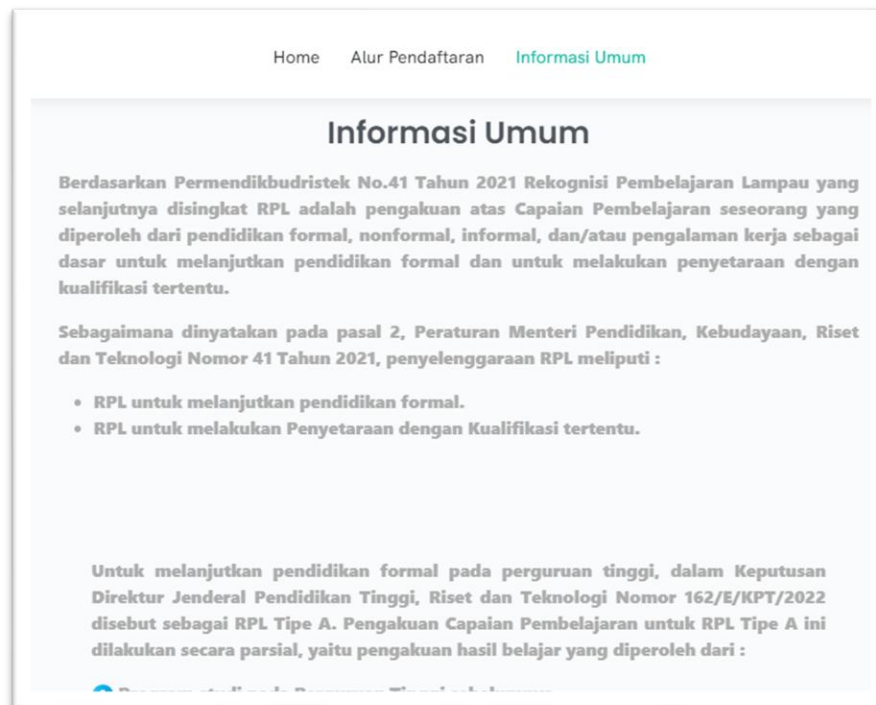 Home Alur Pendaftaran Informasi Umum
Informasi Umum
Berdasarkan Permendikbudristek No.41 Tahun 2021 Rekognisi Pembelajaran Lampau yang
selanjutnya disingkat RPL adalah pengakuan atas Capaian Pembelajaran seseorang yang
diperoleh dari pendidikan formal, nonformal, informal, dan/atau pengalaman kerja sebagai
dasar untuk melanjutkan pendidikan formal dan untuk melakukan penyetaraan dengan
kualifikasi tertentu.
Sebagaimana dinyatakan pada pasal 2, Peraturan Menteri Pendidikan, Kebudayaan, Riset
dan Teknologi Nomor 41 Tahun 2021, penyelenggaraan RPL meliputi :
• RPL untuk melanjutkan pendidikan formal.
• RPL untuk melakukan Penyetaraan dengan Kualifikasi tertentu.
Untuk melanjutkan pendidikan formal pada perguruan tinggi, dalam Keputusan
Direktur Jenderal Pendidikan Tinggi, Riset dan Teknologi Nomor 162/E/KPT/2022
disebut sebagai RPL Tipe A. Pengakuan Capaian Pembelajaran untuk RPL Tipe A ini
dilakukan secara parsial, yaitu pengakuan hasil belajar yang diperoleh dari :